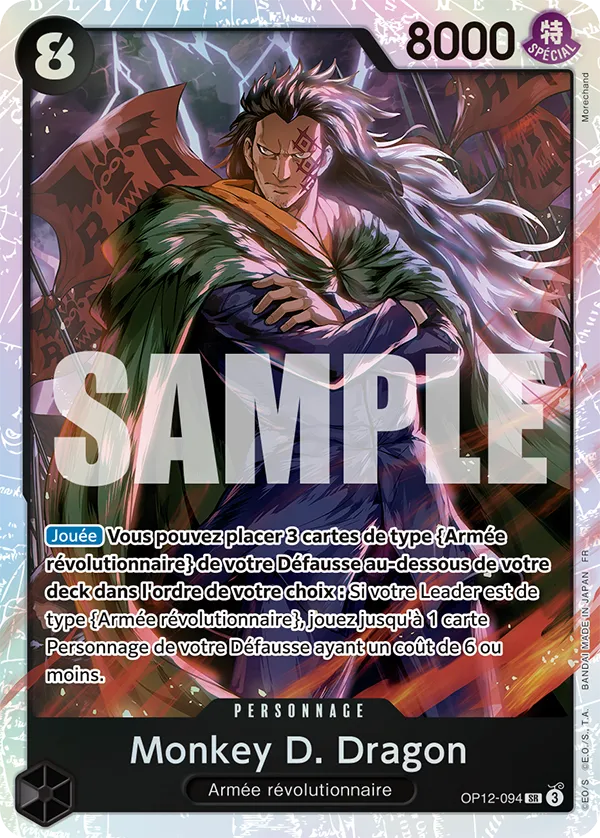 8
8000
特
SPÉCIAL
Morechand
R A
R
R A
SAMPLE
Jouée Vous pouvez placer 3 cartes de type {Armée
révolutionnaire} de votre Défausse au-dessous de votre
deck dans l'ordre de votre choix : Si votre Leader est de
type {Armée révolutionnaire}, jouez jusqu'à 1 carte
Personnage de votre Défausse ayant un coût de 6 ou
moins.
PERSONNAGE
Monkey D. Dragon
Armée révolutionnaire
OP12-094 SR 3
©EO/S ©E.O./S, T.A. BANDAI MADE IN JAPAN FR